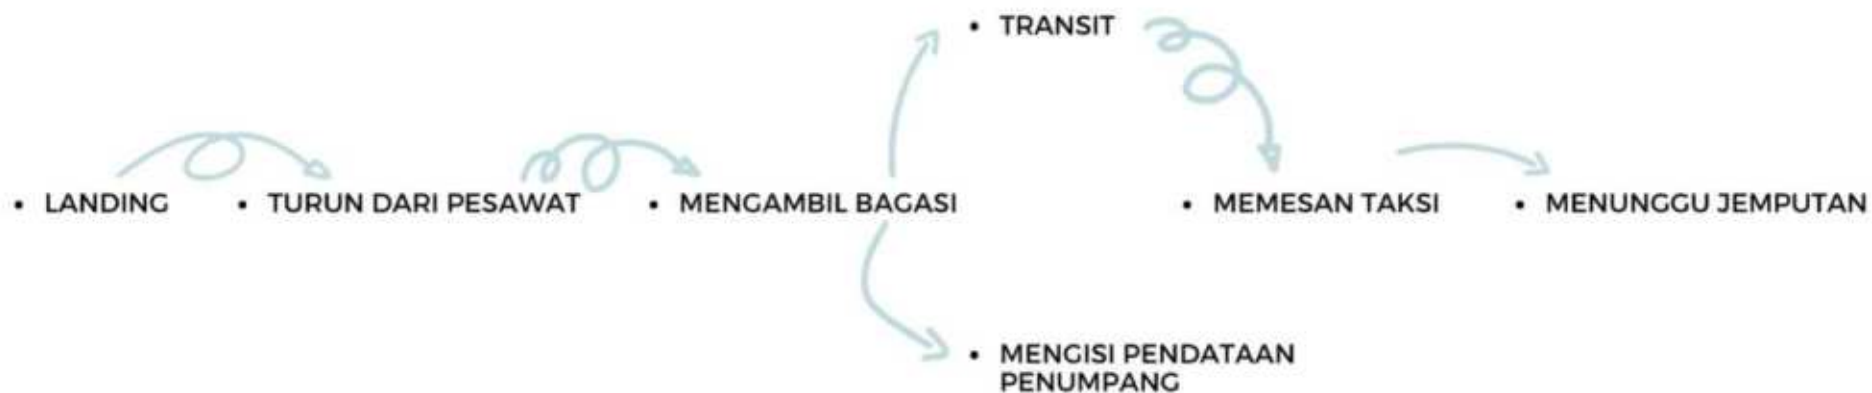 • TRANSIT
• LANDING
• TURUN DARI PESAWAT
• MENGAMBIL BAGASI
• MEMESAN TAKSI
• MENUNGGU JEMPUTAN
• MENGISI PENDATAAN
PENUMPANG